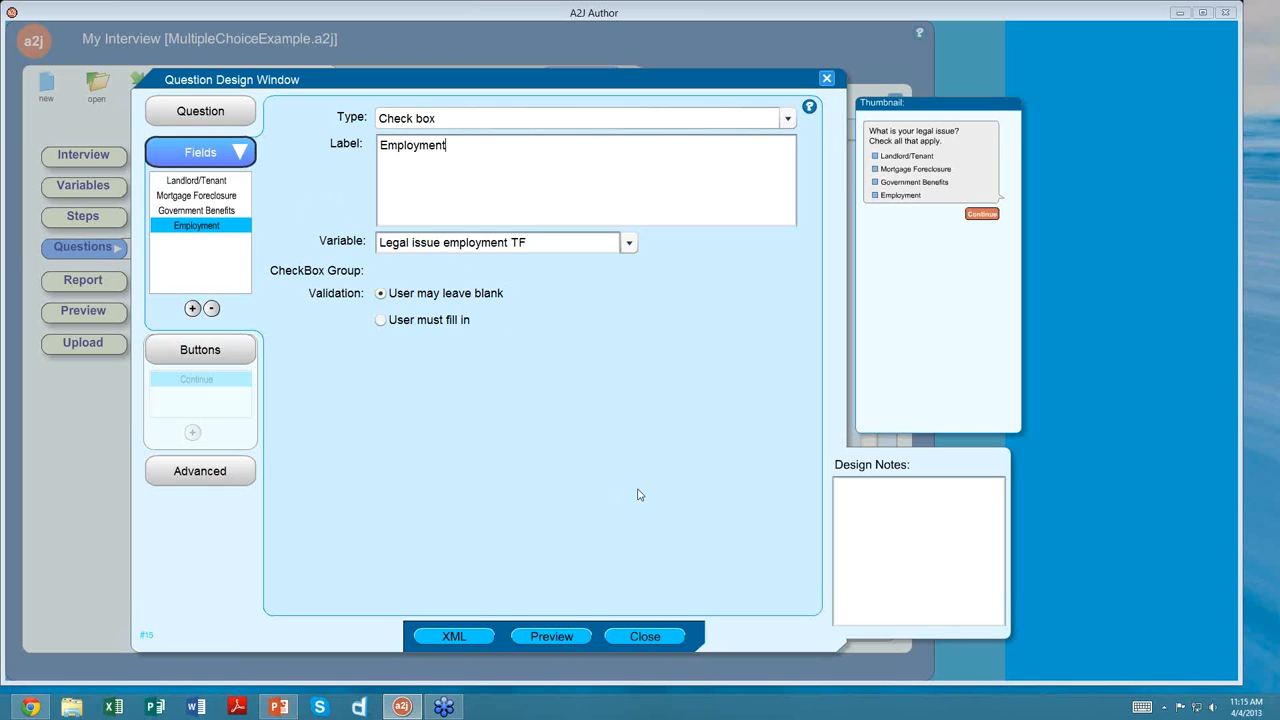 A2J Author
a2j
My Interview [MultipleChoiceExample.a2j]
?
new
open
Interview
Variables
Steps
Questions
Report
Preview
Upload
Question Design Window
Question
Fields
Landlord/Tenant
Mortgage Foreclosure
Government Benefits
Employment
+ -
Buttons
Continue
+
Advanced
#15
Type: Check box
?
Label: Employment
Variable: Legal issue employment TF
CheckBox Group:
Validation: User may leave blank
User must fill in
XML
Preview
Close
Thumbnail:
What is your legal issue?
Check all that apply.
Landlord/Tenant
Mortgage Foreclosure
Government Benefits
Employment
Continue
Design Notes:
11:15 AM
4/4/2013